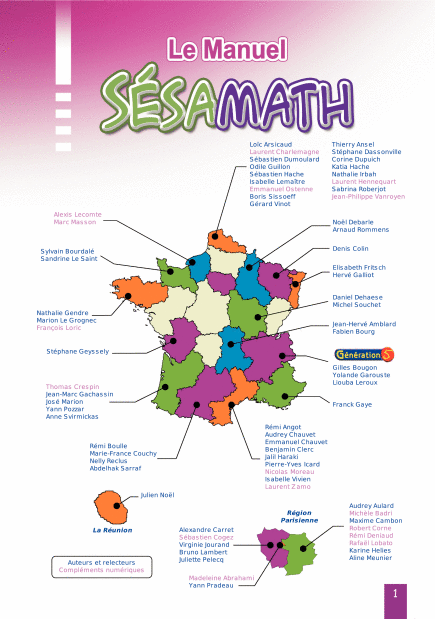 Le Manuel
SÉSAMATH
Loïc Arsicaud
Laurent Charlemagne
Sébastien Dumoulard
Odile Guillon
Sébastien Hache
Isabelle Lemaître
Emmanuel Ostenne
Boris Sissoeff
Gérard Vinot
Thierry Ansel
Stéphane Dassonville
Corine Dupuich
Katia Hache
Nathalie Irbah
Laurent Hennequart
Sabrina Roberjot
Jean-Philippe Vanroyen
Alexis Lecomte
Marc Masson
Noël Debarle
Arnaud Rommens
Sylvain Bourdalé
Sandrine Le Saint
Denis Colin
Elisabeth Fritsch
Hervé Galliot
Daniel Dehaese
Michel Souchet
Nathalie Gendre
Marion Le Grognec
François Loric
Jean-Hervé Amblard
Fabien Bourg
Stéphane Geyssely
Génération 5
Gilles Bougon
Yolande Garouste
Liouba Leroux
Thomas Crespin
Jean-Marc Gachassin
José Marion
Yann Pozzar
Anne Svirmickas
Franck Gaye
Rémi Boulle
Marie-France Couchy
Nelly Reclus
Abdelhak Sarraf
Rémi Angot
Audrey Chauvet
Emmanuel Chauvet
Benjamin Clerc
Jalil Haraki
Pierre-Yves Icard
Nicolas Moreau
Isabelle Vivien
Laurent Zamo
Julien Noël
La Réunion
Région
Parisienne
Audrey Aulard
Michèle Badri
Maxime Cambon
Robert Corne
Rémi Deniaud
Rafaël Lobato
Karine Helies
Aline Meunier
Alexandre Carret
Sébastien Cogez
Virginie Jourand
Bruno Lambert
Juliette Pelecq
Madeleine Abrahami
Yann Pradeau
Auteurs et relecteurs
Compléments numériques
1